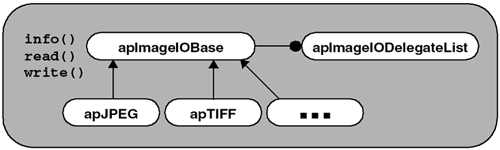 info()
read()
write()
apImageIOBase
apImageIODelegateList
apJPEG
apTIFF